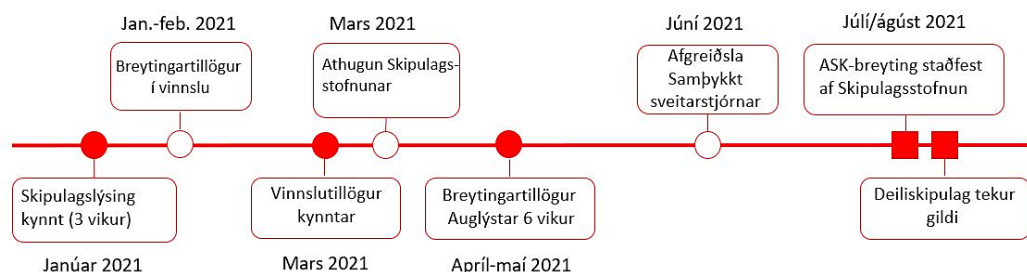 Jan.-feb. 2021
Breytingartillögur
í vinnslu
Mars 2021
Athugun Skipulags-
stofnunar
Júní 2021
Afgreiðsla
Samþykkt
sveitarstjórnar
Júlí/ágúst 2021
ASK-breyting staðfest
af Skipulagsstofnun
Skipulagslýsing
kynnt (3 vikur)
Janúar 2021
Vinnslutillögur
kynntar
Mars 2021
Breytingartillögur
Auglýstar 6 vikur
Apríl-maí 2021
Deiliskipulag tekur
gildi